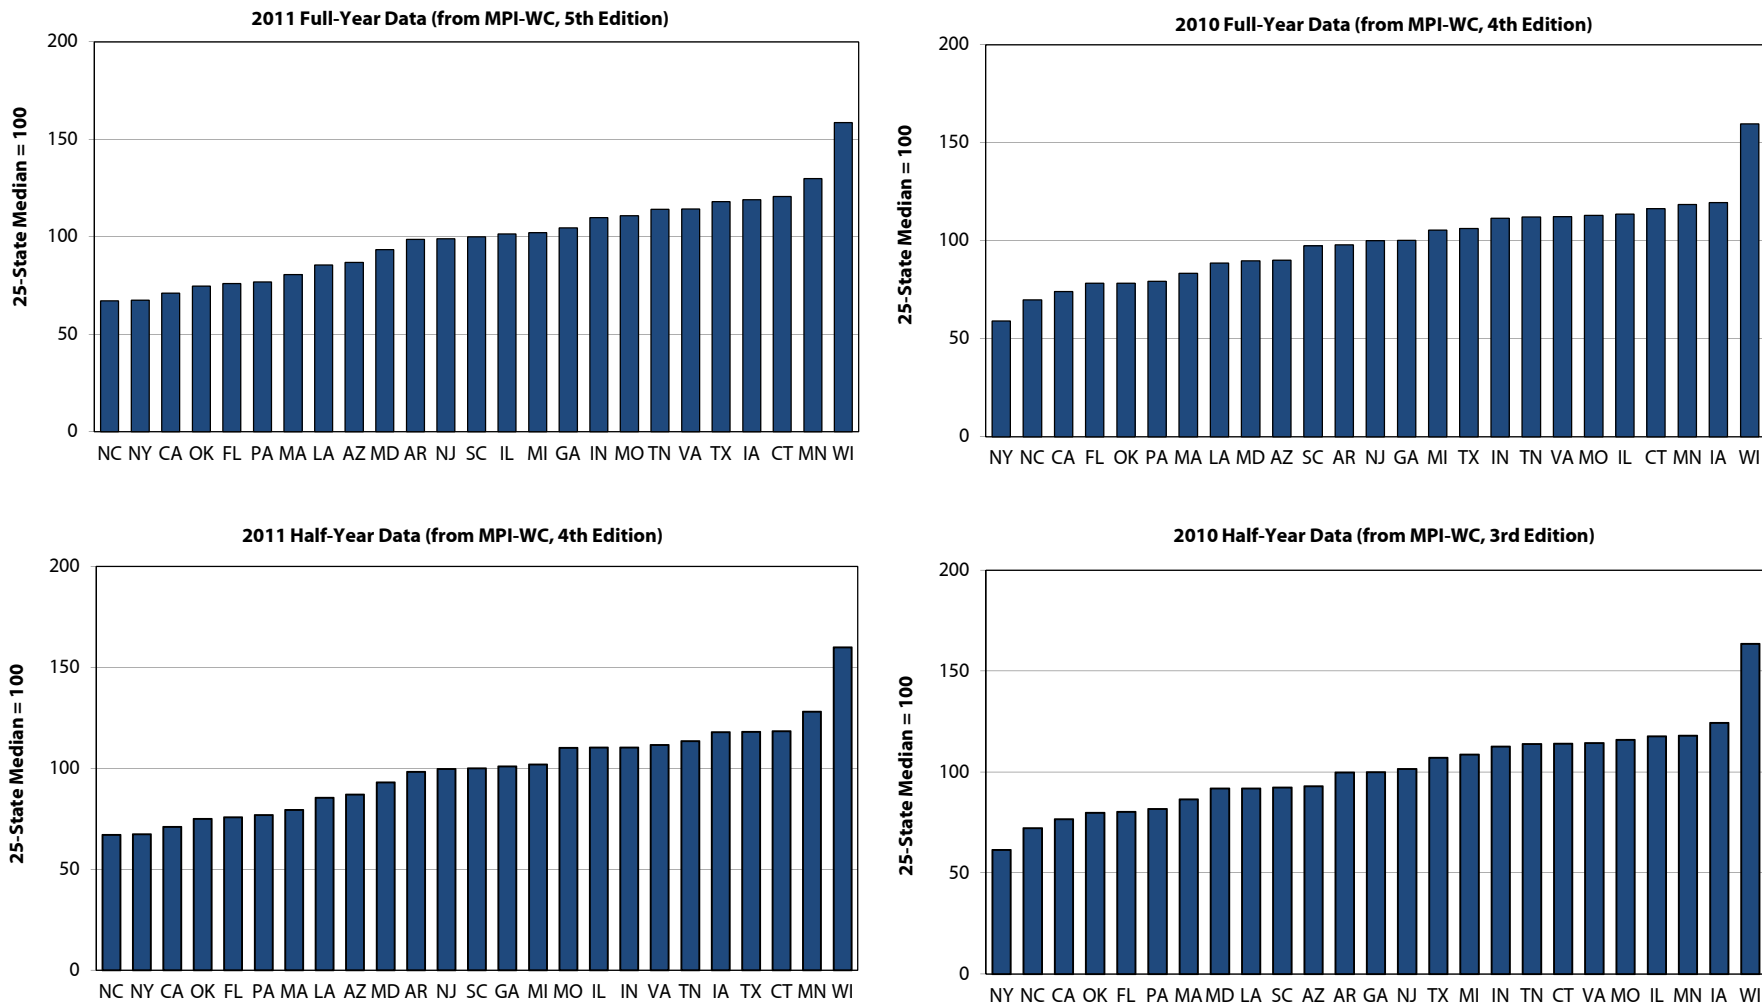 2011 Full-Year Data (from MPI-WC, 5th Edition)
25-State Median = 100
200
150
100
50
0
NC NY CA OK FL PA MA LA AZ MD AR NJ SC IL MI GA IN MO TN VA TX IA CT MN WI
2010 Full-Year Data (from MPI-WC, 4th Edition)
25-State Median = 100
200
150
100
50
0
NY NC CA FL OK PA MA LA MD AZ SC AR NJ GA MI TX IN TN VA MO IL CT MN IA WI
2011 Half-Year Data (from MPI-WC, 4th Edition)
25-State Median = 100
200
150
100
50
0
NC NY CA OK FL PA MA LA AZ MD AR NJ SC GA MI MO IL IN VA TN IA TX CT MN WI
2010 Half-Year Data (from MPI-WC, 3rd Edition)
25-State Median = 100
200
150
100
50
0
NY NC CA OK FL PA MA MD LA SC AZ AR GA NJ TX MI IN TN CT VA MO IL MN IA WI